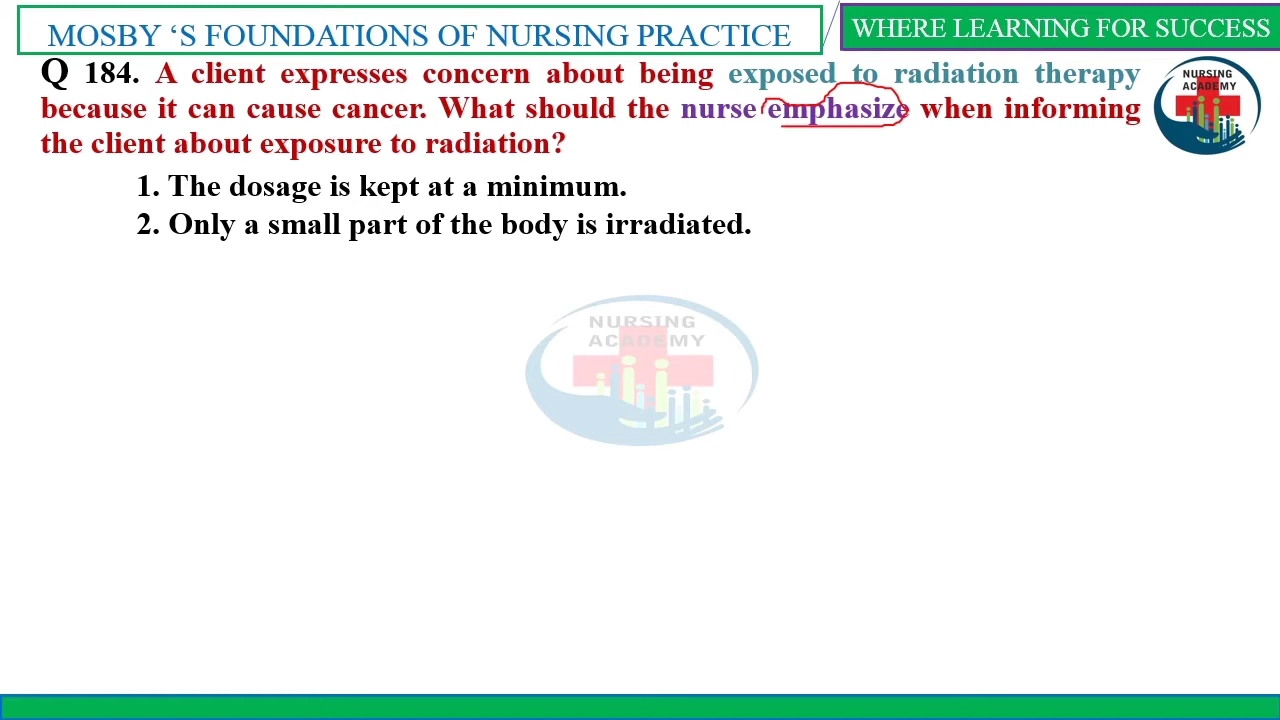 MOSBY ‘S FOUNDATIONS OF NURSING PRACTICE
WHERE LEARNING FOR SUCCESS
Q 184. A client expresses concern about being exposed to radiation therapy
because it can cause cancer. What should the nurse emphasize when informing
the client about exposure to radiation?
NURSING
ACADEMY
1. The dosage is kept at a minimum.
2. Only a small part of the body is irradiated.
NURSING
ACADEMY